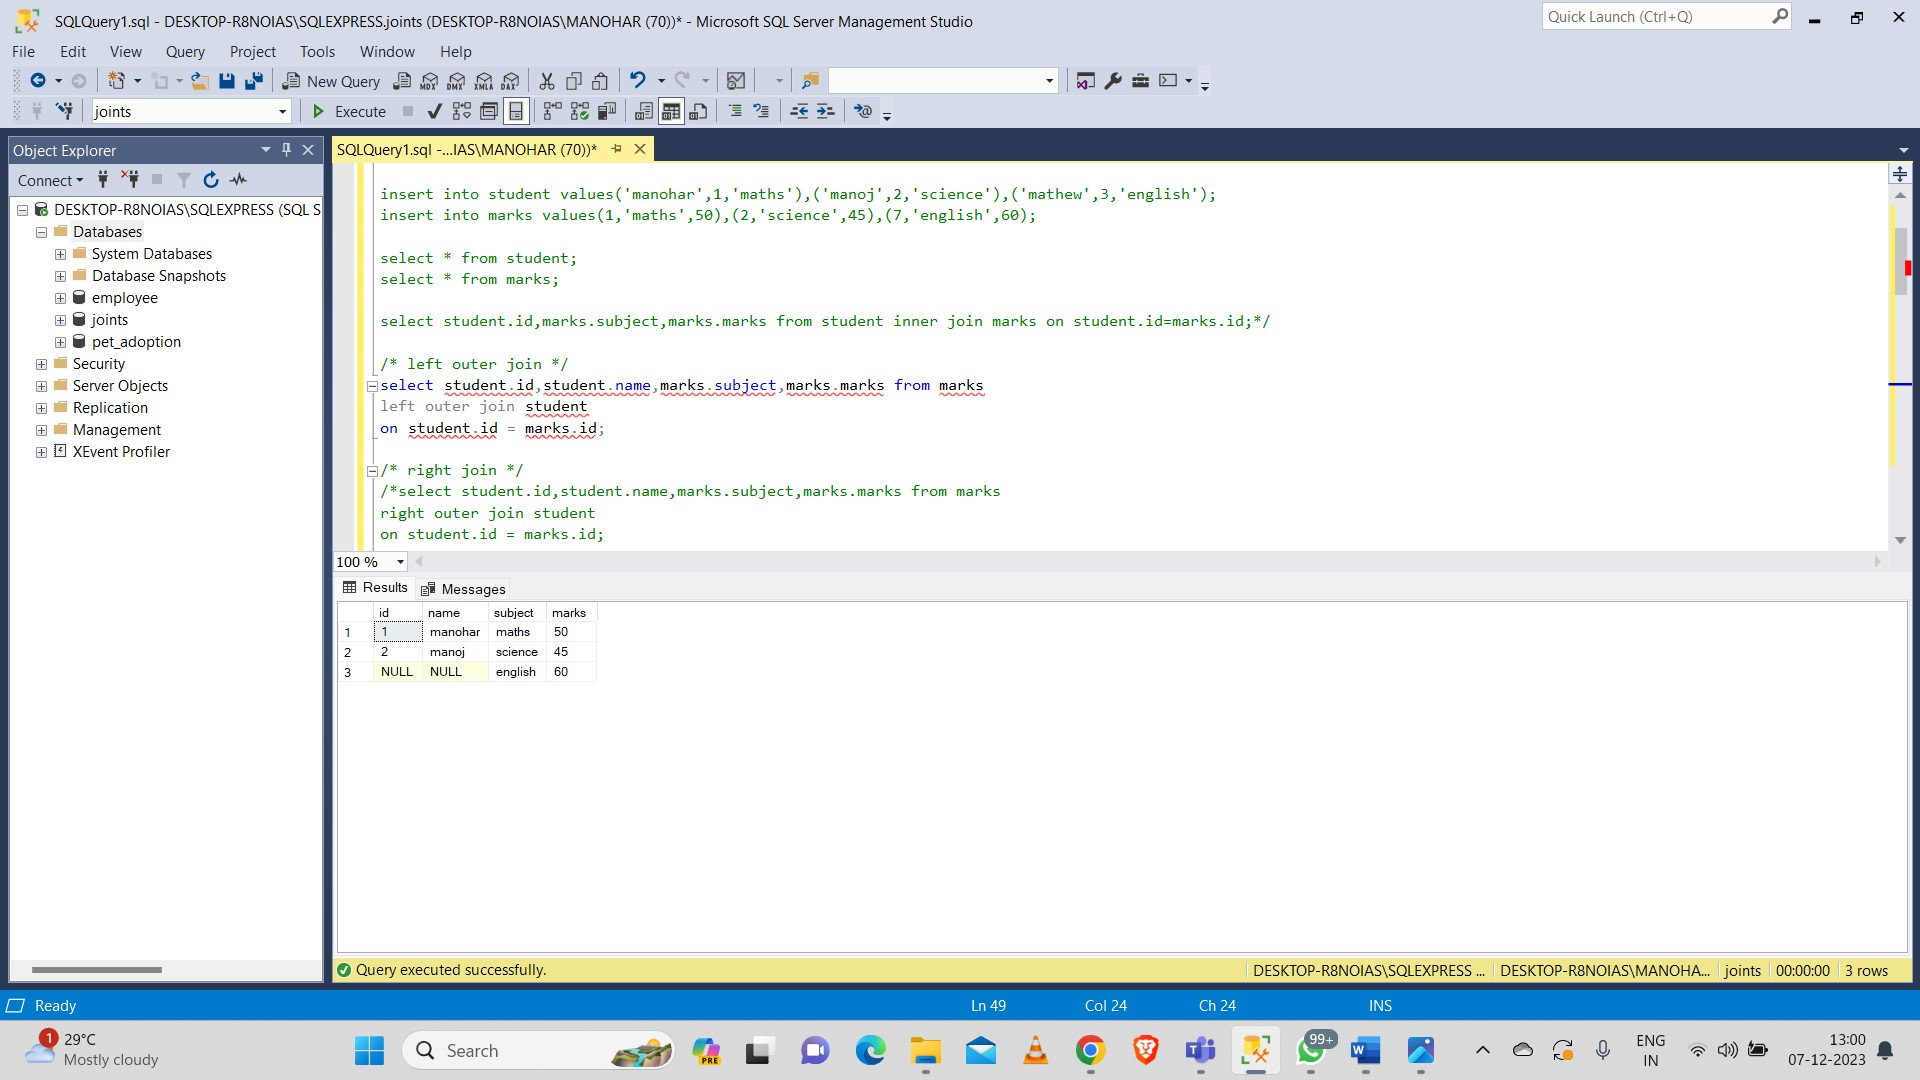 SQLQuery1.sql - DESKTOP-R8NOIAS\SQLEXPRESS.joints (DESKTOP-R8NOIAS\MANOHAR (70))* - Microsoft SQL Server Management Studio
Quick Launch (Ctrl+Q)
File Edit View Query Project Tools Window Help
New Query MDX DMX XMLA DAX
joints Execute
Object Explorer
SQLQuery1.sql -...IAS\MANOHAR (70))*
Connect
DESKTOP-R8NOIAS\SQLEXPRESS (SQL S
Databases
System Databases
Database Snapshots
employee
joints
pet_adoption
Security
Server Objects
Replication
Management
XEvent Profiler
insert into student values('manohar',1,'maths'),('manoj',2,'science'),('mathew',3,'english');
insert into marks values(1,'maths',50),(2,'science',45),(7,'english',60);
select * from student;
select * from marks;
select student.id,marks.subject,marks.marks from student inner join marks on student.id=marks.id;*/
/* left outer join */
select student.id,student.name,marks.subject,marks.marks from marks
left outer join student
on student.id = marks.id;
/* right join */
/*select student.id,student.name,marks.subject,marks.marks from marks
right outer join student
on student.id = marks.id;
100 %
Results Messages
id name subject marks
1 1 manohar maths 50
2 2 manoj science 45
3 NULL NULL english 60
Query executed successfully.
DESKTOP-R8NOIAS\SQLEXPRESS ... DESKTOP-R8NOIAS\MANOHA... joints 00:00:00 3 rows
Ready Ln 49 Col 24 Ch 24 INS
1 29°C
Mostly cloudy
Search
PRE
99+
ENG
IN
13:00
07-12-2023